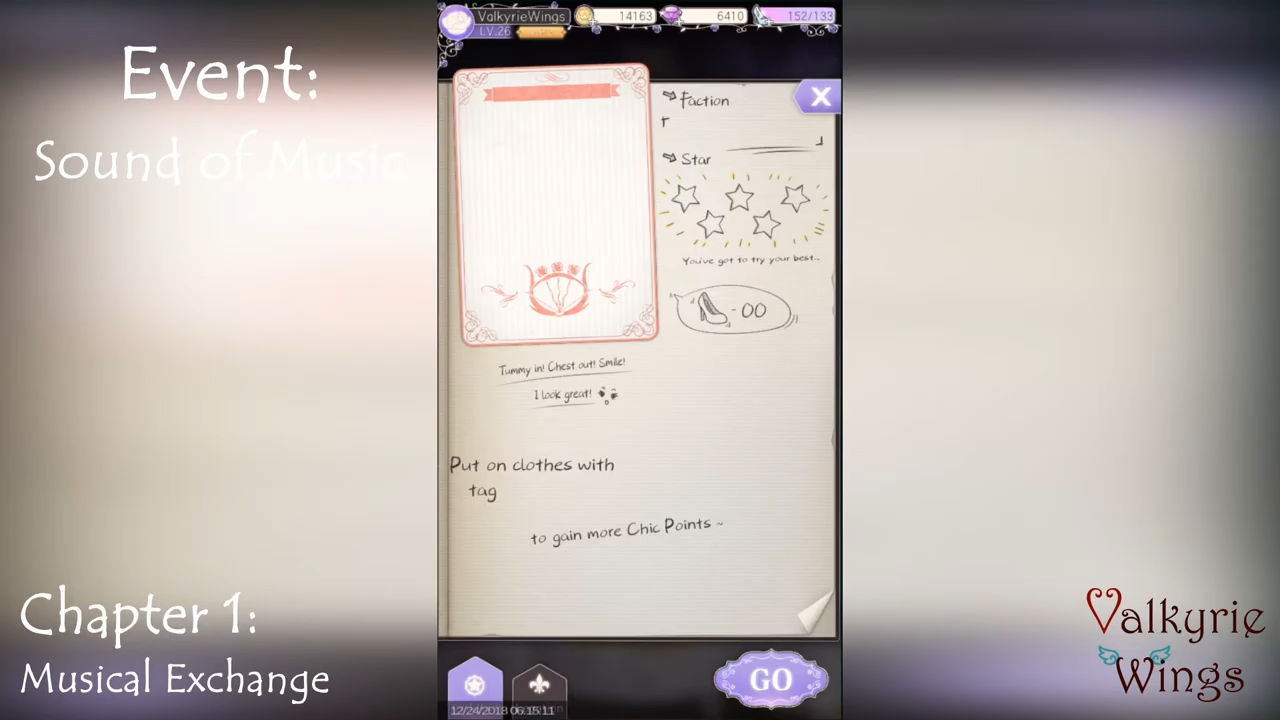 Event:
Sound of Music
Chapter 1:
Musical Exchange
ValkyrieWings
LV.26
14163
6410
152/133
X
Faction
Star
You've got to try your best...
- 00
Tummy in! Chest out! Smile!
I look great!
Put on clothes with
tag
to gain more Chic Points ~
GO
12/24/2018 06:15:11
Valkyrie
Wings